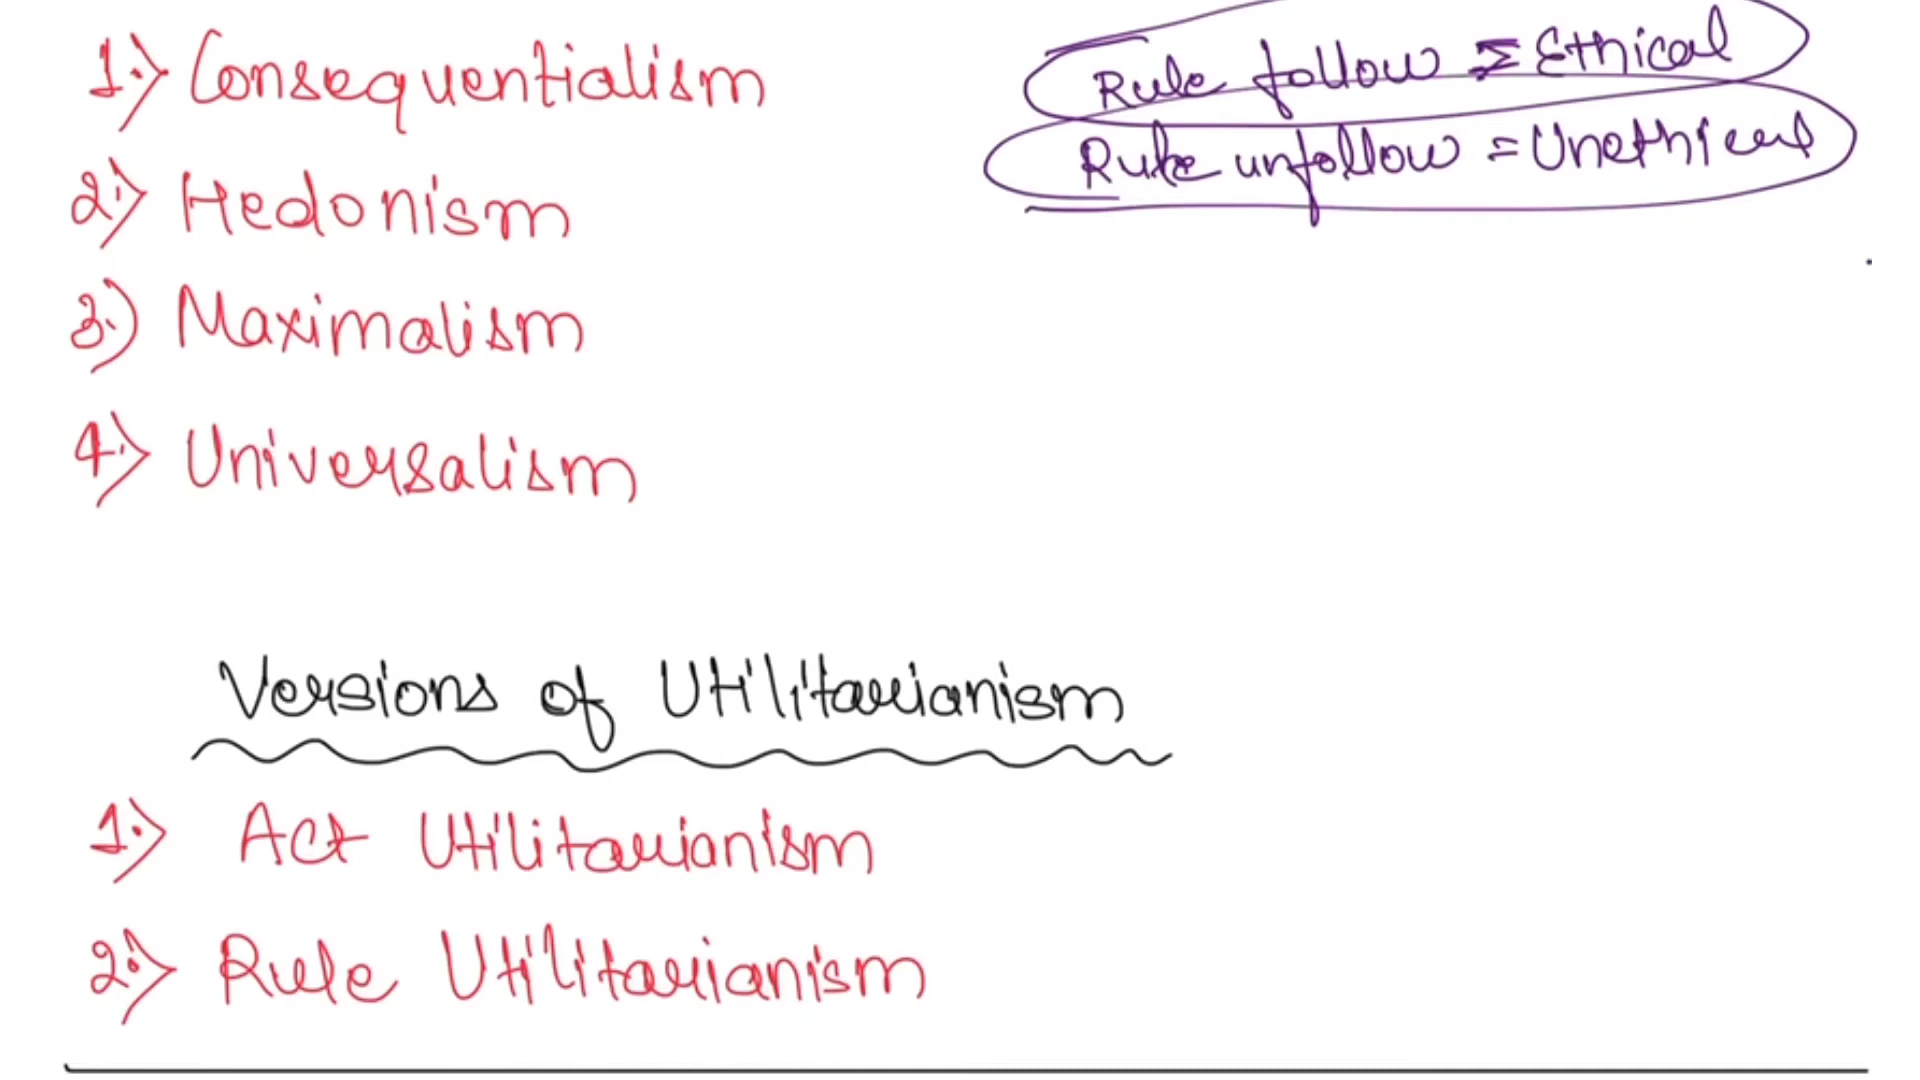 1.) Consequentialism
Rule follow = Ethical
Rule unfollow = Unethical
2.) Hedonism
3.) Maximalism
4.) Universalism
Versions of Utilitarianism
1.) Act Utilitarianism
2.) Rule Utilitarianism